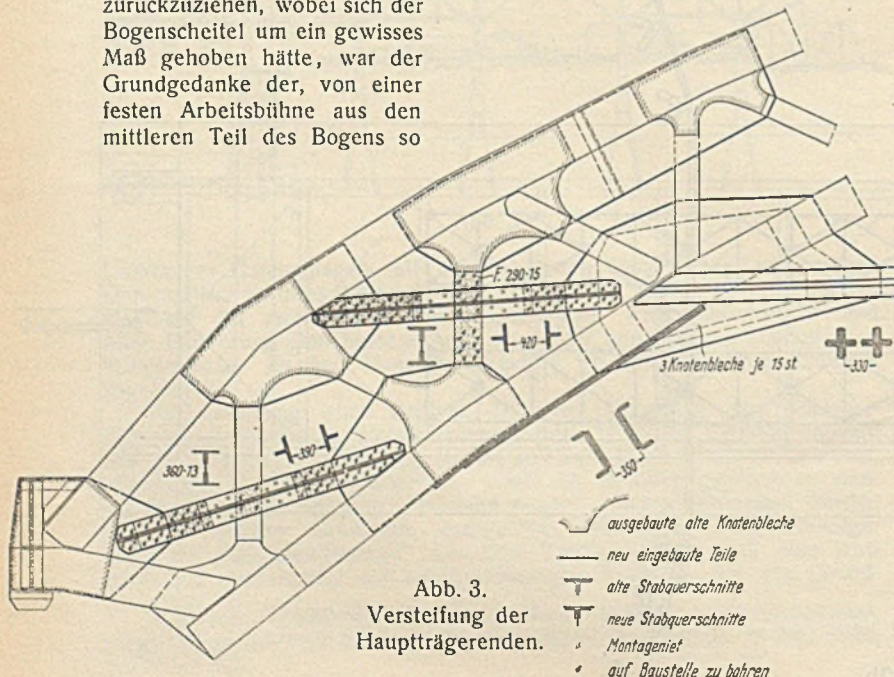 zurückzuziehen, wobei sich der
Bogenscheitel um ein gewisses
Maß gehoben hätte, war der
Grundgedanke der, von einer
festen Arbeitsbühne aus den
mittleren Teil des Bogens so
F. 290·15
420
3 Knotenbleche je 15 st.
330
390
360·13
350
ausgebaute alte Knotenbleche
neu eingebaute Teile
alte Stabquerschnitte
neue Stabquerschnitte
Montageniet
auf Baustelle zu bohren
Abb. 3.
Versteifung der
Hauptträgerenden.